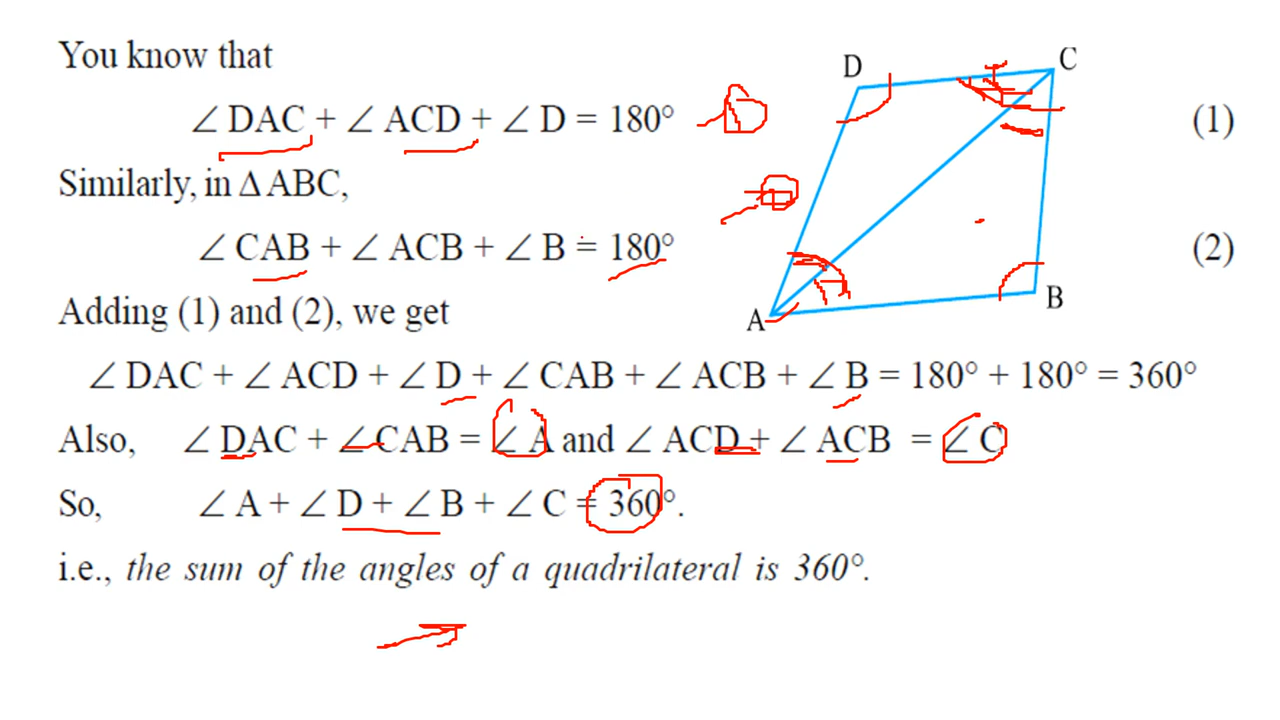 You know that
∠ DAC + ∠ ACD + ∠ D = 180° (1)
Similarly, in Δ ABC,
∠ CAB + ∠ ACB + ∠ B = 180° (2)
Adding (1) and (2), we get
∠ DAC + ∠ ACD + ∠ D + ∠ CAB + ∠ ACB + ∠ B = 180° + 180° = 360°
Also, ∠ DAC + ∠ CAB = ∠ A and ∠ ACD + ∠ ACB = ∠ C
So, ∠ A + ∠ D + ∠ B + ∠ C = 360°.
i.e., the sum of the angles of a quadrilateral is 360°.
D
C
A
B